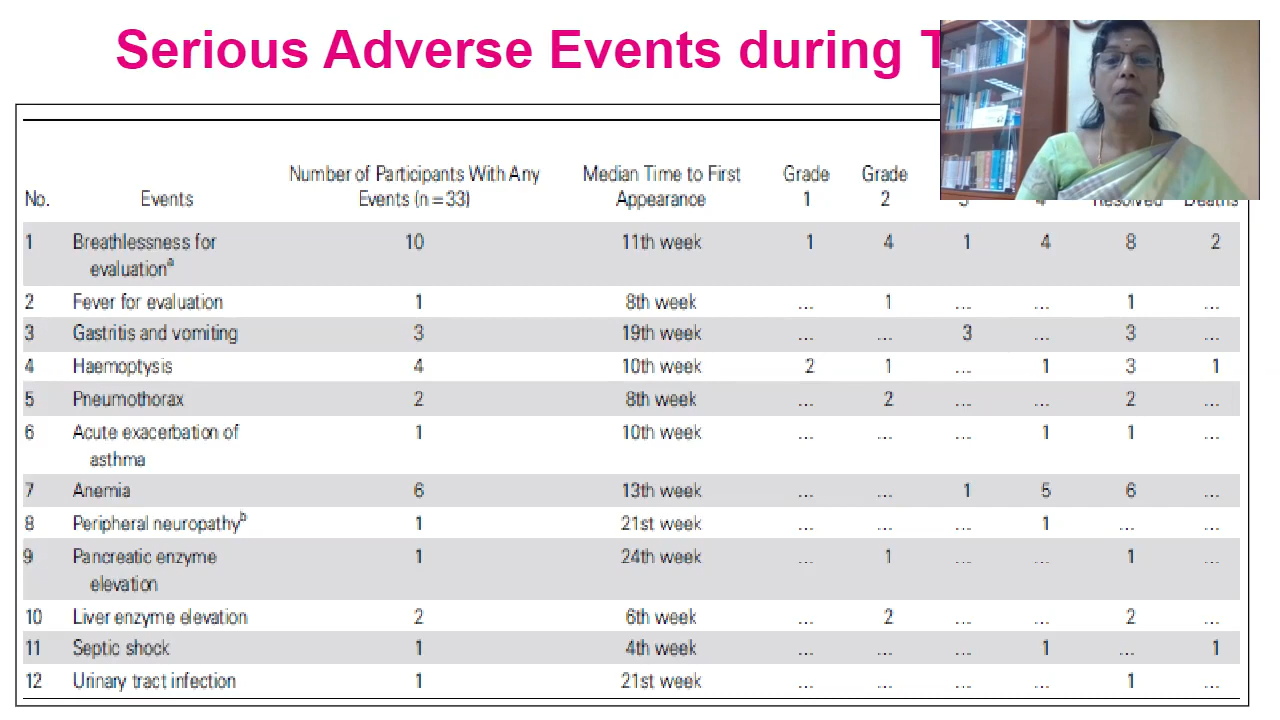 Serious Adverse Events during
Number of Participants With Any Median Time to First Grade Grade
No. Events Events (n = 33) Appearance 1 2 3 4 Resolved Deaths
1 Breathlessness for 10 11th week 1 4 1 4 8 2
evaluationª
2 Fever for evaluation 1 8th week ... 1 ... ... 1 ...
3 Gastritis and vomiting 3 19th week ... ... 3 ... 3 ...
4 Haemoptysis 4 10th week 2 1 ... 1 3 1
5 Pneumothorax 2 8th week ... 2 ... ... 2 ...
6 Acute exacerbation of 1 10th week ... ... ... 1 1 ...
asthma
7 Anemia 6 13th week ... ... 1 5 6 ...
8 Peripheral neuropathyᵇ 1 21st week ... ... ... 1 ... ...
9 Pancreatic enzyme 1 24th week ... 1 ... ... 1 ...
elevation
10 Liver enzyme elevation 2 6th week ... 2 ... ... 2 ...
11 Septic shock 1 4th week ... ... ... 1 ... 1
12 Urinary tract infection 1 21st week ... ... ... ... 1 ...